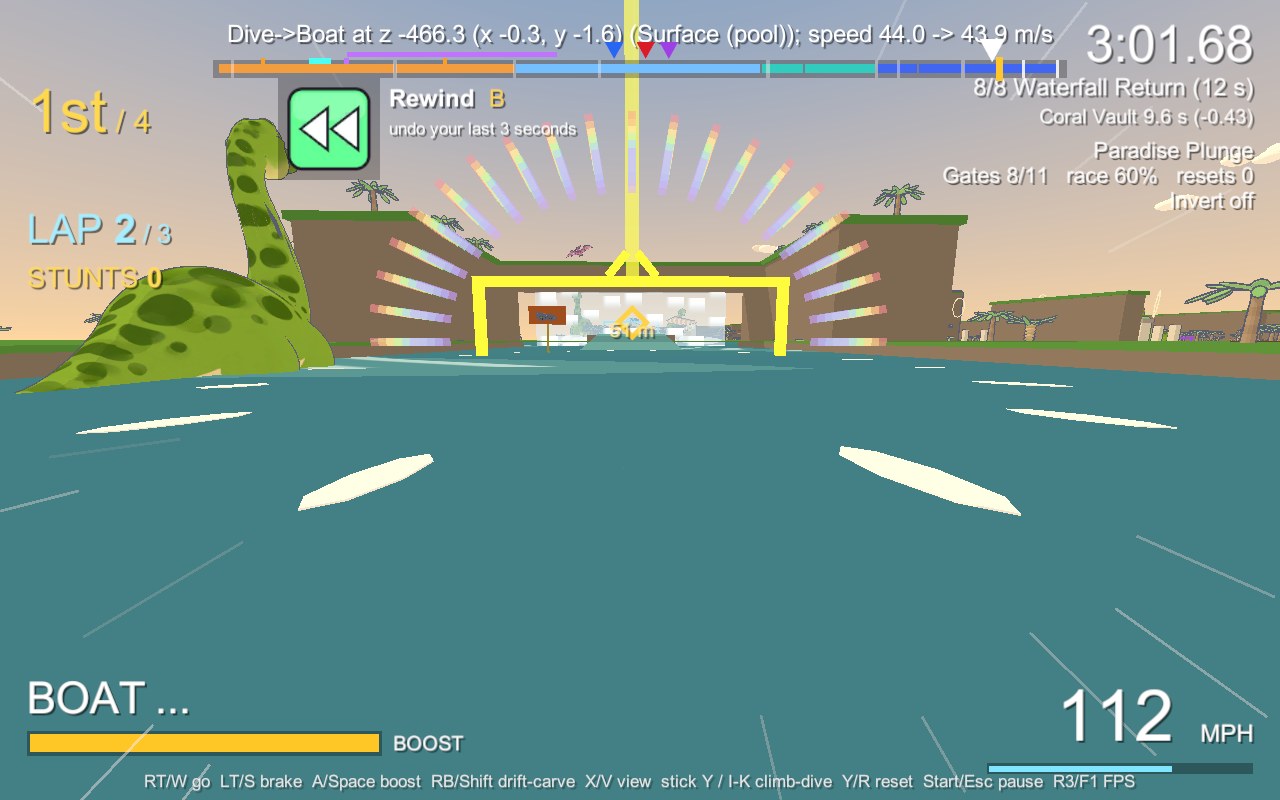 Dive->Boat at z -466.3 (x -0.3, y -1.6) (Surface (pool)); speed 44.0 -> 43.9 m/s
3:01.68
8/8 Waterfall Return (12 s)
Coral Vault 9.6 s (-0.43)
Paradise Plunge
Gates 8/11 race 60% resets 0
Invert off
1st / 4
Rewind B
undo your last 3 seconds
LAP 2 / 3
STUNTS 0
51 m
BOAT ...
BOOST
112 MPH
RT/W go LT/S brake A/Space boost RB/Shift drift-carve X/V view stick Y / I-K climb-dive Y/R reset Start/Esc pause R3/F1 FPS